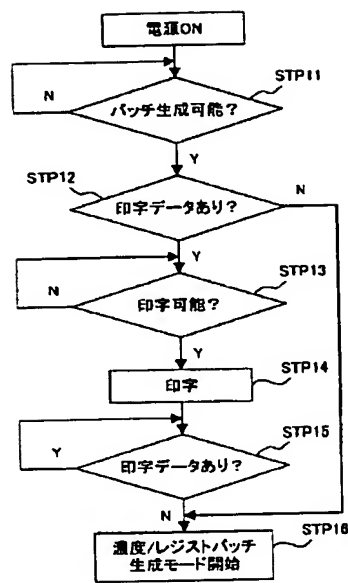 電源ON
STP11
N
パッチ生成可能？
Y
STP12
N
印字データあり？
Y
STP13
N
印字可能？
Y
STP14
印字
STP15
Y
印字データあり？
N
STP16
濃度/レジストパッチ
生成モード開始